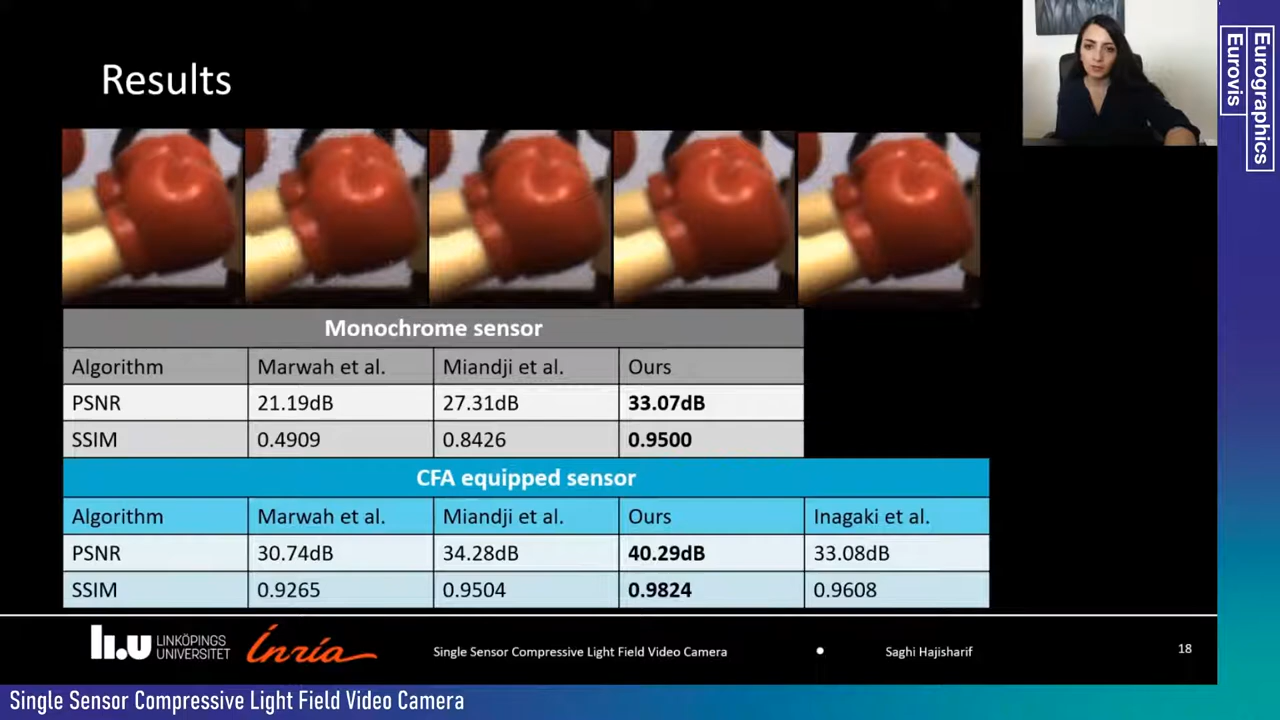 Results
Eurographics
Eurovis
Monochrome sensor
Algorithm Marwah et al. Miandji et al. Ours
PSNR 21.19dB 27.31dB 33.07dB
SSIM 0.4909 0.8426 0.9500
CFA equipped sensor
Algorithm Marwah et al. Miandji et al. Ours Inagaki et al.
PSNR 30.74dB 34.28dB 40.29dB 33.08dB
SSIM 0.9265 0.9504 0.9824 0.9608
li.u LINKÖPINGS
UNIVERSITET
Inria
Single Sensor Compressive Light Field Video Camera • Saghi Hajisharif 18
Single Sensor Compressive Light Field Video Camera